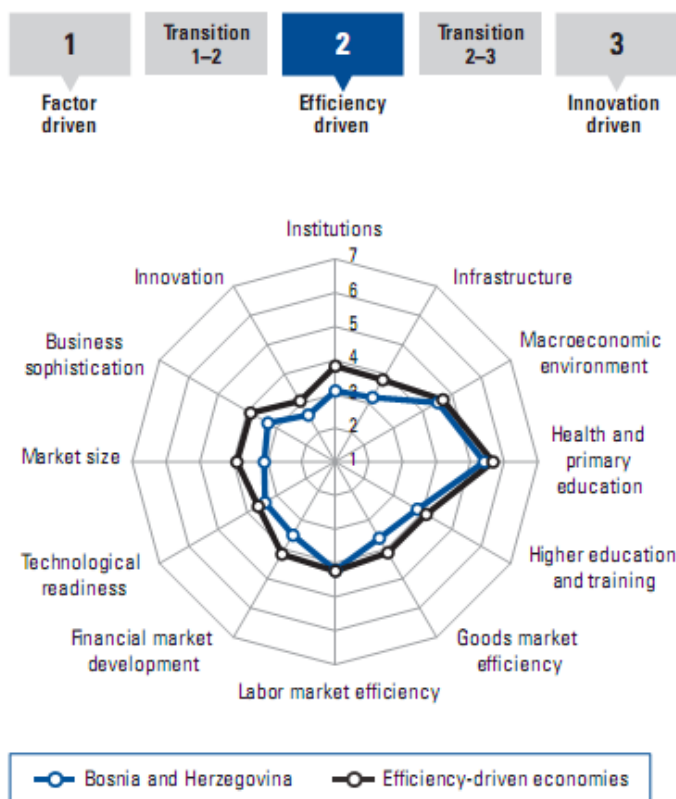 1
Transition
1–2
2
Transition
2–3
3
Factor
driven
Efficiency
driven
Innovation
driven
Institutions
Innovation
7
Infrastructure
6
Business
sophistication
5
Macroeconomic
environment
4
3
Market size
2
1
Health and
primary
education
Technological
readiness
Higher education
and training
Financial market
development
Goods market
efficiency
Labor market efficiency
Bosnia and Herzegovina
Efficiency-driven economies